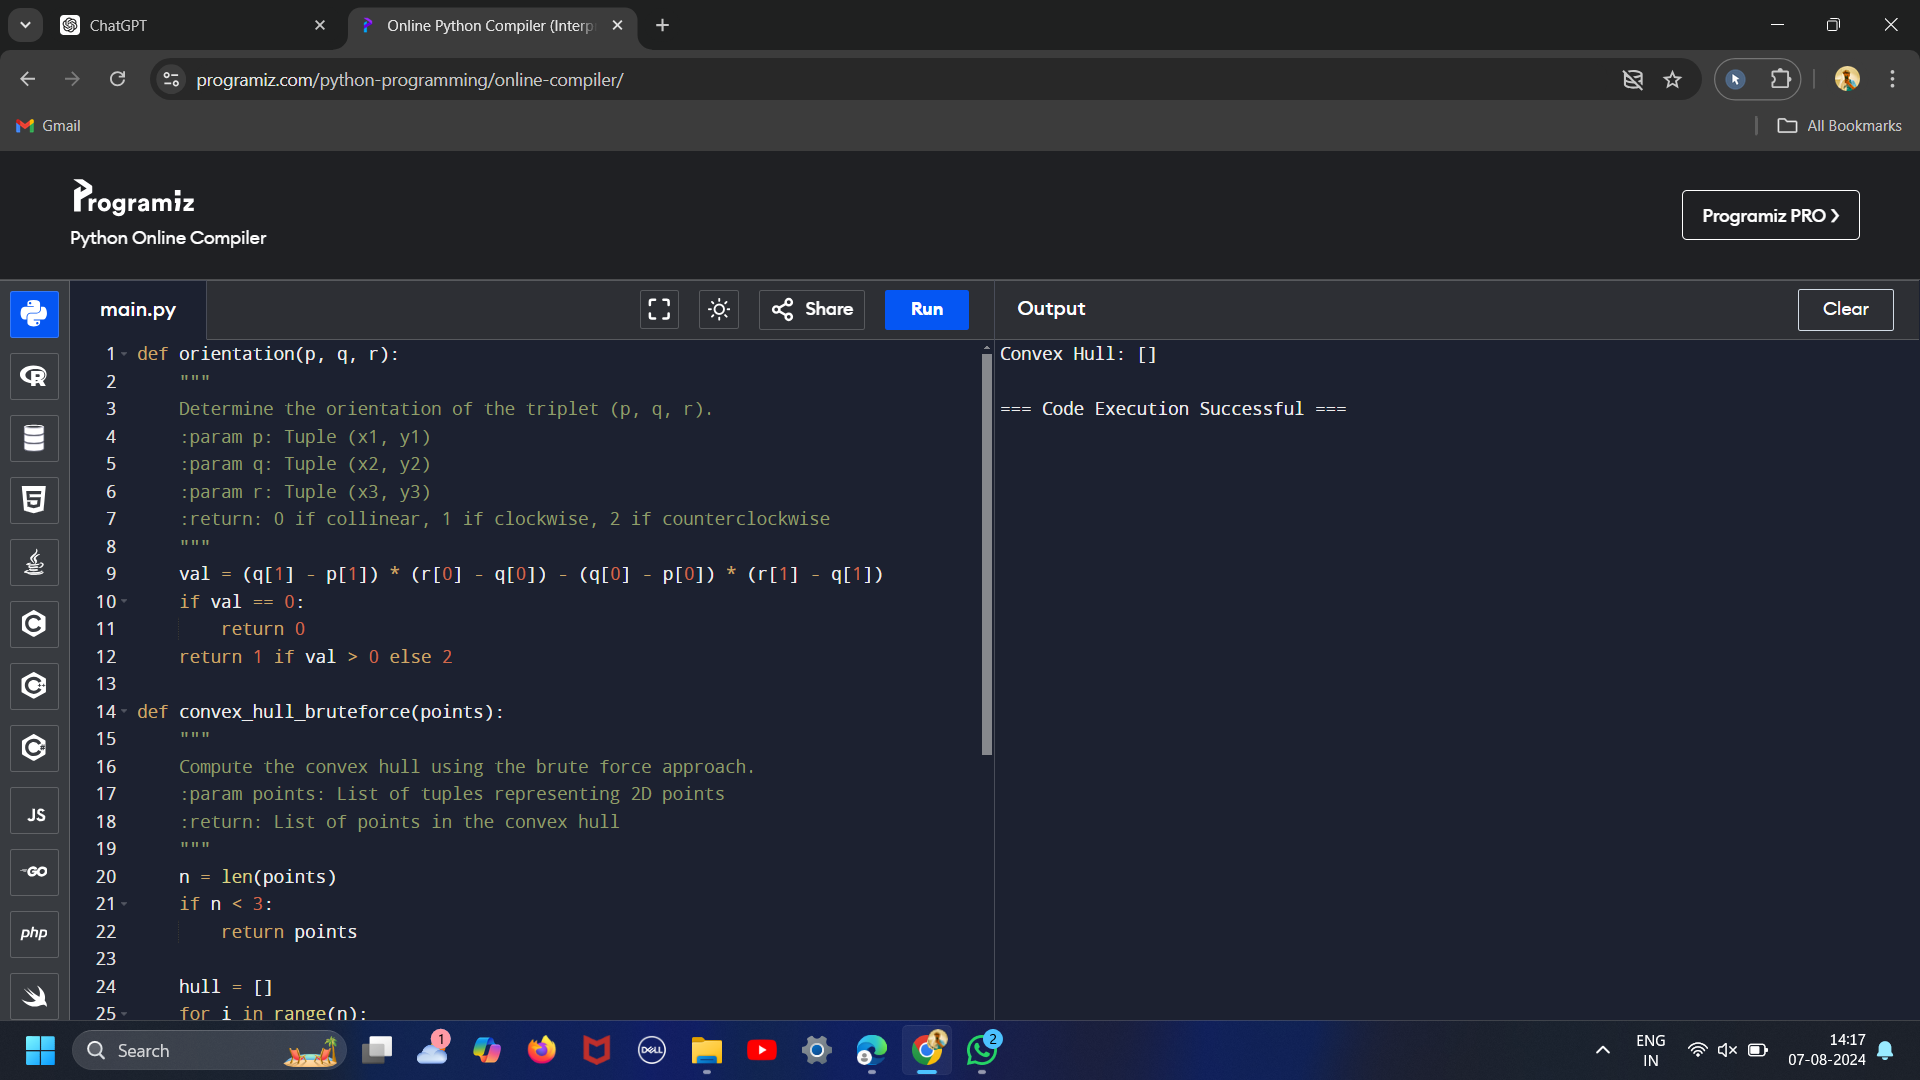 ChatGPT
Online Python Compiler (Interp
programiz.com/python-programming/online-compiler/
Gmail
All Bookmarks
Programiz
Python Online Compiler
Programiz PRO ❯
main.py
Share
Run
Output
Clear
1 def orientation(p, q, r):
2 """
3 Determine the orientation of the triplet (p, q, r).
4 :param p: Tuple (x1, y1)
5 :param q: Tuple (x2, y2)
6 :param r: Tuple (x3, y3)
7 :return: 0 if collinear, 1 if clockwise, 2 if counterclockwise
8 """
9 val = (q[1] - p[1]) * (r[0] - q[0]) - (q[0] - p[0]) * (r[1] - q[1])
10 if val == 0:
11 return 0
12 return 1 if val > 0 else 2
13
14 def convex_hull_bruteforce(points):
15 """
16 Compute the convex hull using the brute force approach.
17 :param points: List of tuples representing 2D points
18 :return: List of points in the convex hull
19 """
20 n = len(points)
21 if n < 3:
22 return points
23
24 hull = []
25 for i in range(n):
Convex Hull: []
=== Code Execution Successful ===
R
5
C
C++
C#
JS
GO
php
Search
1
DELL
2
ENG
IN
14:17
07-08-2024